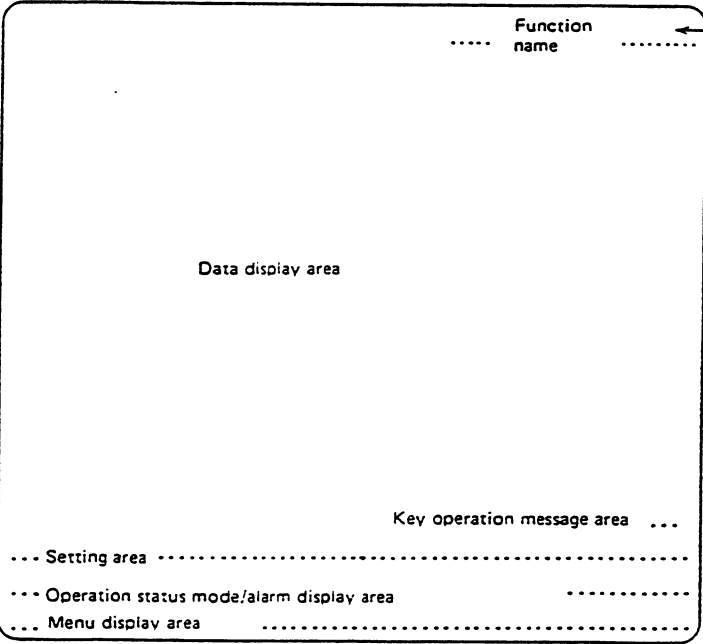 Function
..... name .........
Data display area
Key operation message area ...
... Setting area ............................................................
... Operation status mode/alarm display area .............
... Menu display area ................................................